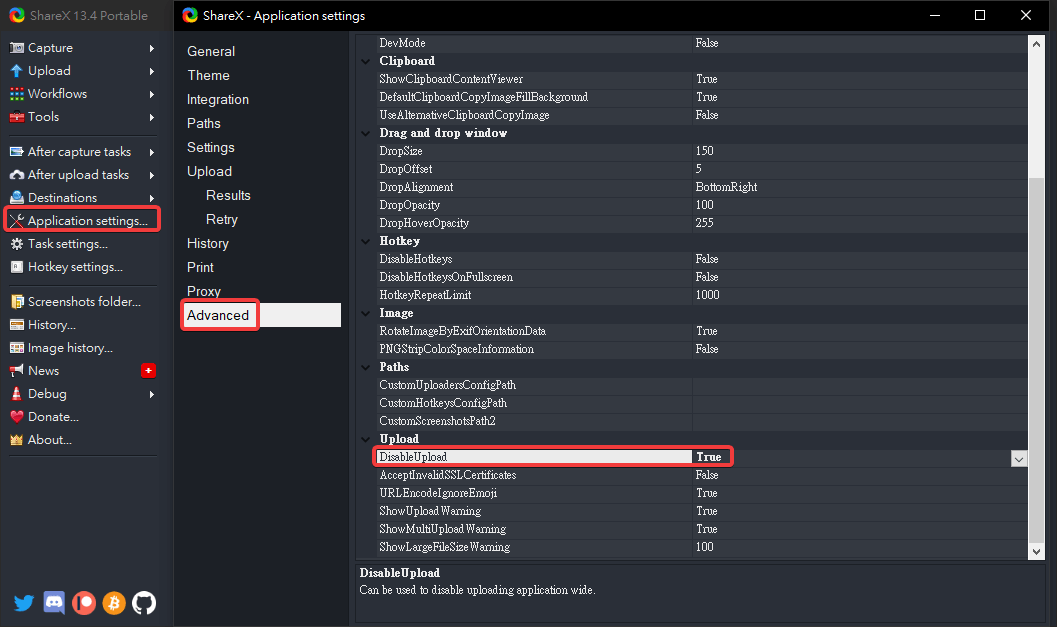 ShareX 13.4 Portable
Capture
Upload
Workflows
Tools
After capture tasks
After upload tasks
Destinations
Application settings...
Task settings...
Hotkey settings...
Screenshots folder...
History...
Image history...
News
+
Debug
Donate...
About...
ShareX - Application settings
General
Theme
Integration
Paths
Settings
Upload
Results
Retry
History
Print
Proxy
Advanced
DevMode False
Clipboard
ShowClipboardContentViewer True
DefaultClipboardCopyImageFillBackground True
UseAlternativeClipboardCopyImage False
Drag and drop window
DropSize 150
DropOffset 5
DropAlignment BottomRight
DropOpacity 100
DropHoverOpacity 255
Hotkey
DisableHotkeys False
DisableHotkeysOnFullscreen False
HotkeyRepeatLimit 1000
Image
RotateImageByExifOrientationData True
PNGStripColorSpaceInformation False
Paths
CustomUploadersConfigPath
CustomHotkeysConfigPath
CustomScreenshotsPath2
Upload
DisableUpload True
AcceptInvalidSSLCertificates False
URLEncodeIgnoreEmoji True
ShowUploadWarning True
ShowMultiUploadWarning True
ShowLargeFileSizeWarning 100
DisableUpload
Can be used to disable uploading application wide.